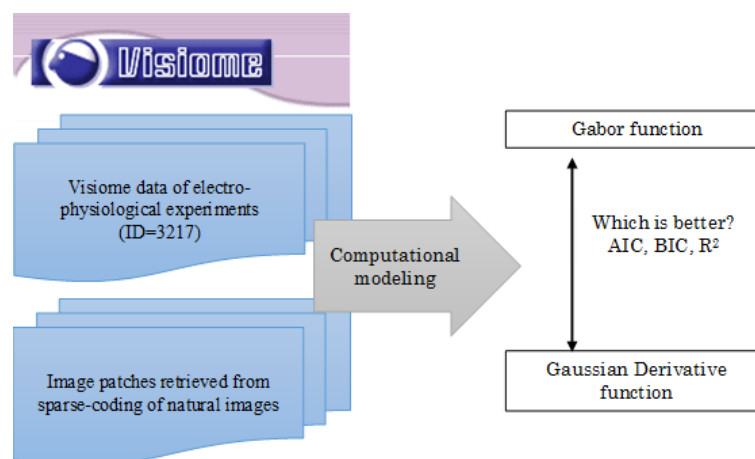 Visiome
Visiome data of electro-
physiological experiments
(ID=3217)
Image patches retrieved from
sparse-coding of natural images
Computational
modeling
Gabor function
Which is better?
AIC, BIC, R²
Gaussian Derivative
function